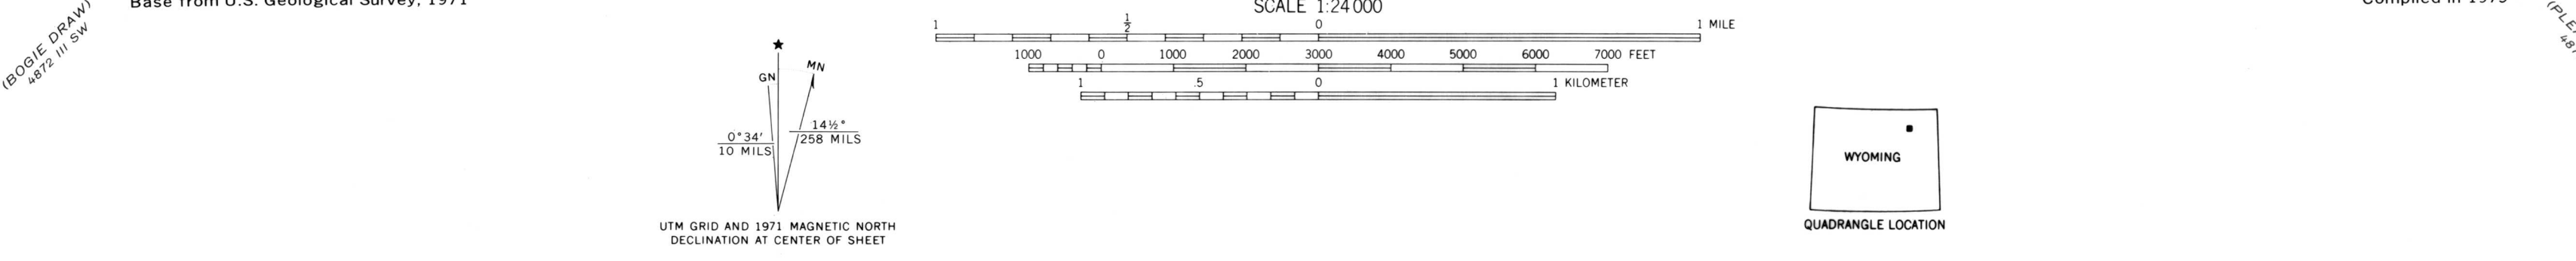 (BOGIE DRAW)
4872 III SW
Base from U.S. Geological Survey, 1971
SCALE 1:24 000
1 ½ 0 1 MILE
1000 0 1000 2000 3000 4000 5000 6000 7000 FEET
1 .5 0 1 KILOMETER
GN
MN
0°34′
10 MILS
14½°
258 MILS
UTM GRID AND 1971 MAGNETIC NORTH
DECLINATION AT CENTER OF SHEET
WYOMING
QUADRANGLE LOCATION